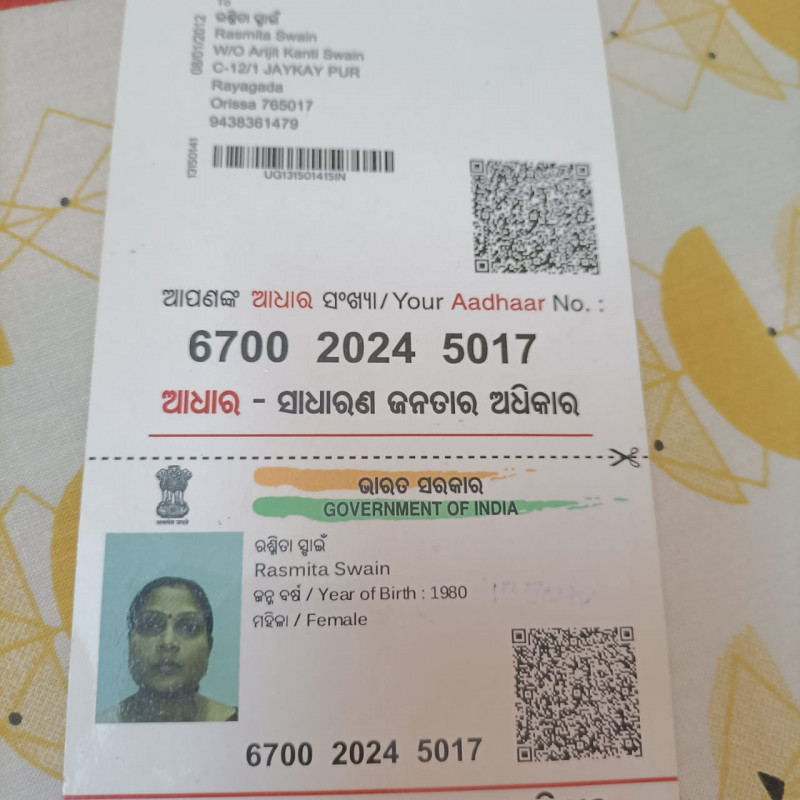 To
ରଶ୍ମିତା ସ୍ବାଇଁ
Rasmita Swain
W/O Arijit Kanti Swain
C-12/1 JAYKAY PUR
Rayagada
Orissa 765017
9438361479
08/01/2012
13150141
UG131501415IN
ଆପଣଙ୍କ ଆଧାର ସଂଖ୍ୟା/ Your Aadhaar No. :
6700 2024 5017
ଆଧାର - ସାଧାରଣ ଜନତାର ଅଧିକାର
ଭାରତ ସରକାର
GOVERNMENT OF INDIA
ରଶ୍ମିତା ସ୍ବାଇଁ
Rasmita Swain
ଜନ୍ମ ବର୍ଷ / Year of Birth : 1980
ମହିଳା / Female
6700 2024 5017